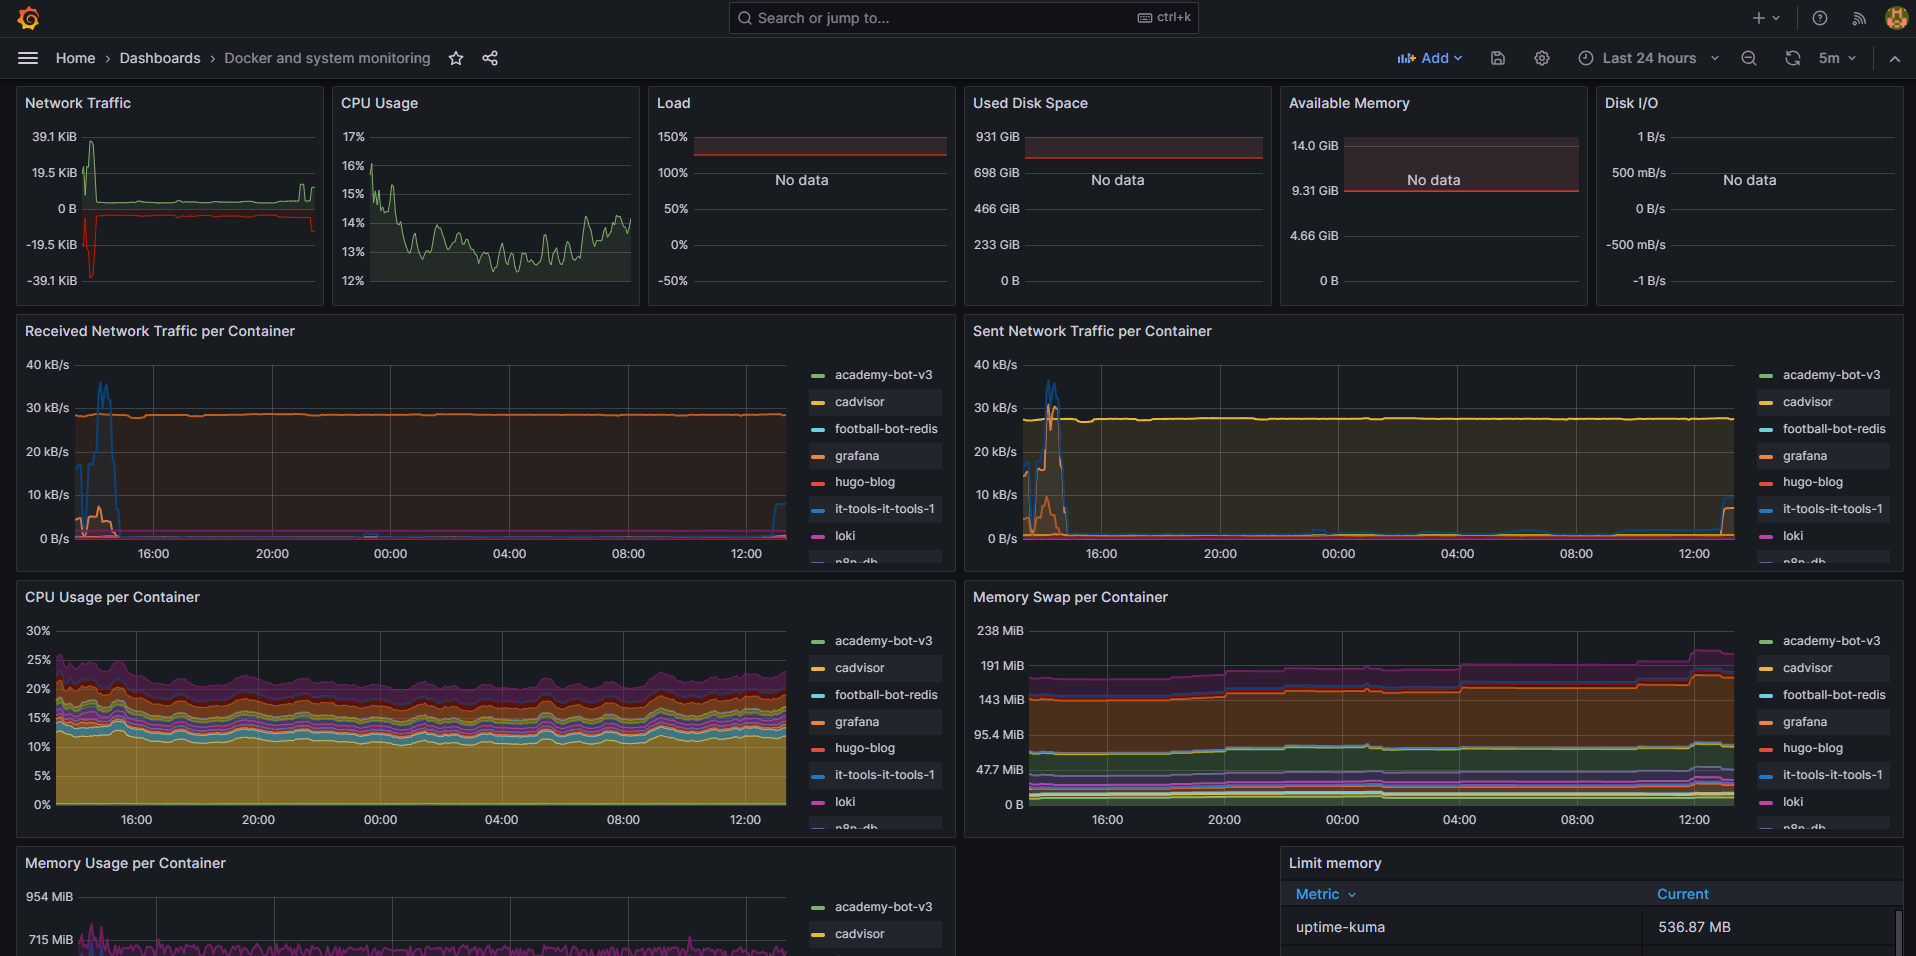 Search or jump to... ctrl+k
Home › Dashboards › Docker and system monitoring Add Last 24 hours 5m
Network Traffic
39.1 KiB
19.5 KiB
0 B
-19.5 KiB
-39.1 KiB
CPU Usage
17%
16%
15%
14%
13%
12%
Load
150%
100%
50%
0%
-50%
No data
Used Disk Space
931 GiB
698 GiB
466 GiB
233 GiB
0 B
No data
Available Memory
14.0 GiB
9.31 GiB
4.66 GiB
0 B
No data
Disk I/O
1 B/s
500 mB/s
0 B/s
-500 mB/s
-1 B/s
No data
Received Network Traffic per Container
40 kB/s
30 kB/s
20 kB/s
10 kB/s
0 B/s
16:00 20:00 00:00 04:00 08:00 12:00
academy-bot-v3
cadvisor
football-bot-redis
grafana
hugo-blog
it-tools-it-tools-1
loki
n8n-db
Sent Network Traffic per Container
40 kB/s
30 kB/s
20 kB/s
10 kB/s
0 B/s
16:00 20:00 00:00 04:00 08:00 12:00
academy-bot-v3
cadvisor
football-bot-redis
grafana
hugo-blog
it-tools-it-tools-1
loki
n8n-db
CPU Usage per Container
30%
25%
20%
15%
10%
5%
0%
16:00 20:00 00:00 04:00 08:00 12:00
academy-bot-v3
cadvisor
football-bot-redis
grafana
hugo-blog
it-tools-it-tools-1
loki
n8n-db
Memory Swap per Container
238 MiB
191 MiB
143 MiB
95.4 MiB
47.7 MiB
0 B
16:00 20:00 00:00 04:00 08:00 12:00
academy-bot-v3
cadvisor
football-bot-redis
grafana
hugo-blog
it-tools-it-tools-1
loki
n8n-db
Memory Usage per Container
954 MiB
715 MiB
academy-bot-v3
cadvisor
Limit memory
Metric Current
uptime-kuma 536.87 MB